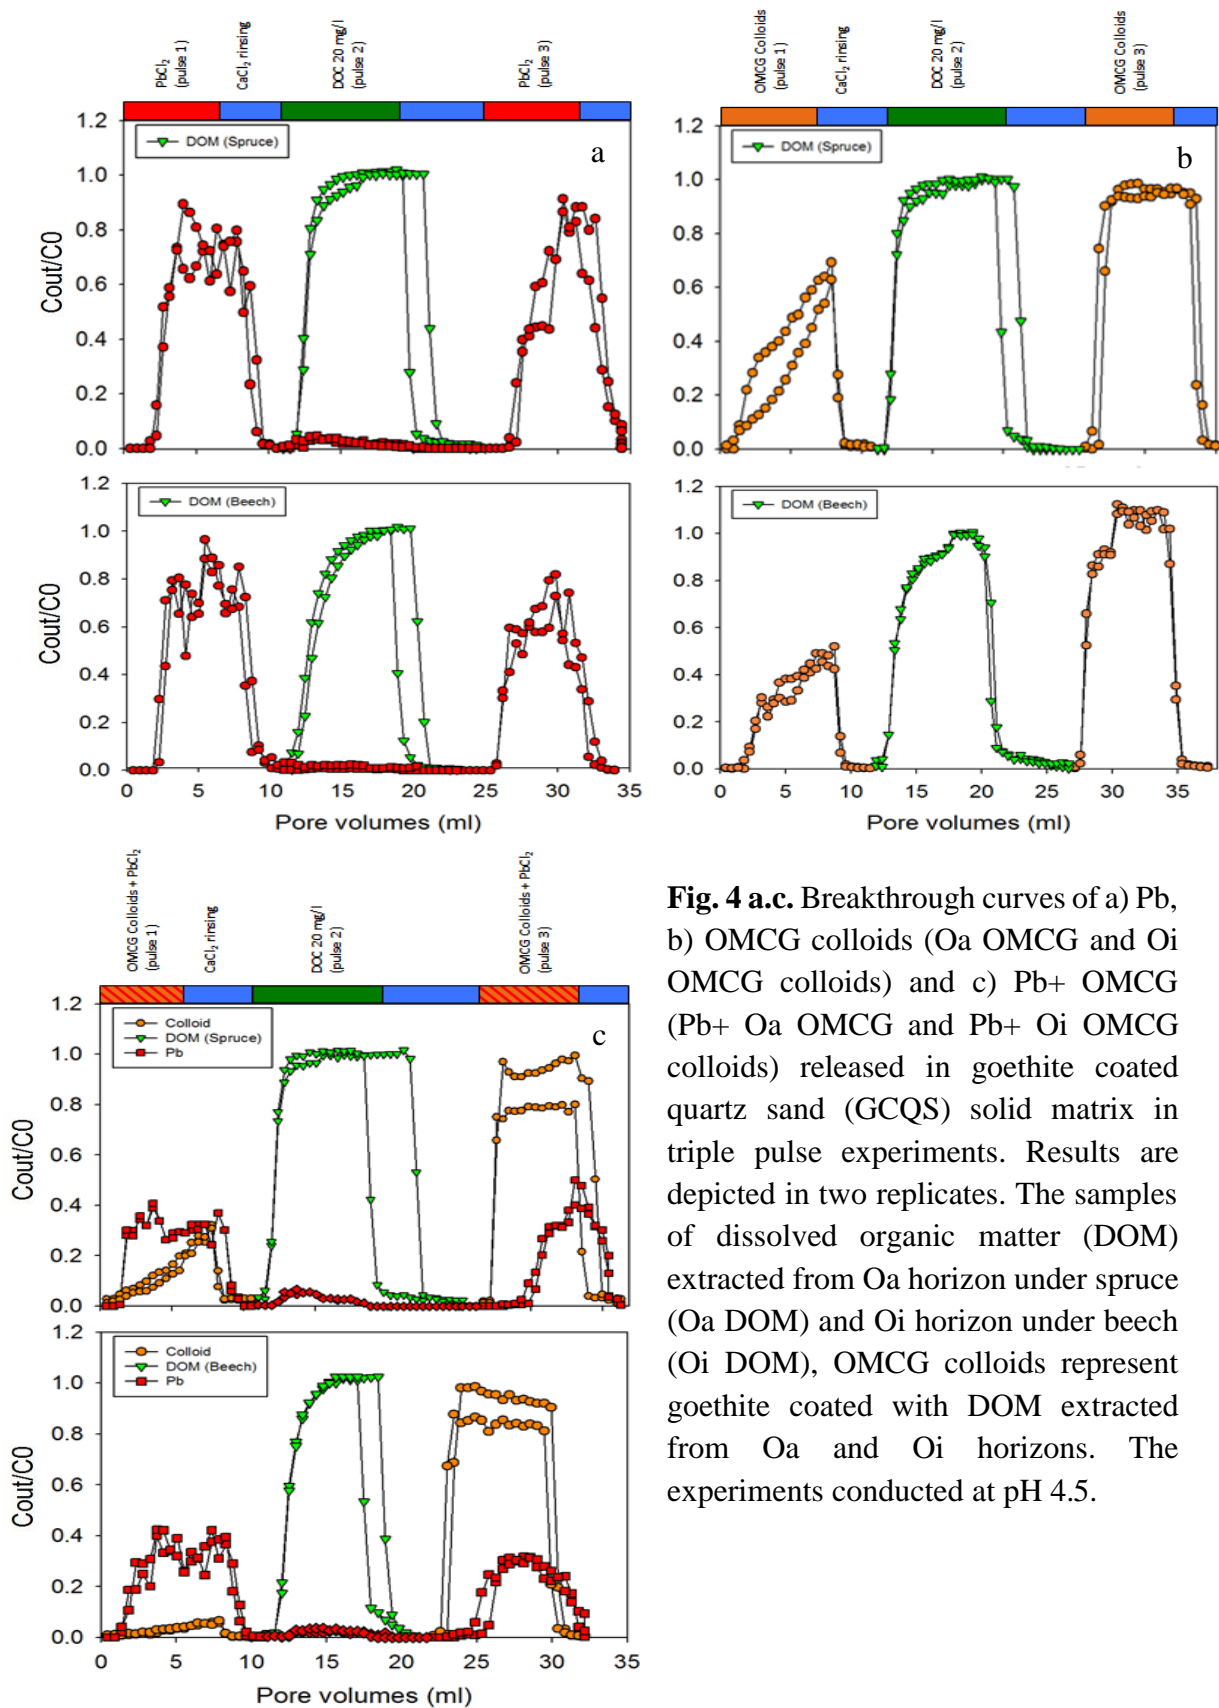 PbCl2
(pulse 1)
CaCl2 rinsing
DOC 20 mg/l
(pulse 2)
PbCl2
(pulse 3)
1.2
1.0
0.8
0.6
0.4
0.2
0.0
Cout/C0
DOM (Spruce)
a
1.2
1.0
0.8
0.6
0.4
0.2
0.0
Cout/C0
DOM (Beech)
0 5 10 15 20 25 30 35
Pore volumes (ml)
OMCG Colloids
(pulse 1)
CaCl2 rinsing
DOC 20 mg/l
(pulse 2)
OMCG Colloids
(pulse 3)
1.2
1.0
0.8
0.6
0.4
0.2
0.0
DOM (Spruce)
b
1.2
1.0
0.8
0.6
0.4
0.2
0.0
DOM (Beech)
0 5 10 15 20 25 30 35
Pore volumes (ml)
OMCG Colloids + PbCl2
(pulse 1)
CaCl2 rinsing
DOC 20 mg/l
(pulse 2)
OMCG Colloids + PbCl2
(pulse 3)
1.2
1.0
0.8
0.6
0.4
0.2
0.0
Cout/C0
Colloid
DOM (Spruce)
Pb
c
1.2
1.0
0.8
0.6
0.4
0.2
0.0
Cout/C0
Colloid
DOM (Beech)
Pb
0 5 10 15 20 25 30 35
Pore volumes (ml)
Fig. 4 a.c. Breakthrough curves of a) Pb,
b) OMCG colloids (Oa OMCG and Oi
OMCG colloids) and c) Pb+ OMCG
(Pb+ Oa OMCG and Pb+ Oi OMCG
colloids) released in goethite coated
quartz sand (GCQS) solid matrix in
triple pulse experiments. Results are
depicted in two replicates. The samples
of dissolved organic matter (DOM)
extracted from Oa horizon under spruce
(Oa DOM) and Oi horizon under beech
(Oi DOM), OMCG colloids represent
goethite coated with DOM extracted
from Oa and Oi horizons. The
experiments conducted at pH 4.5.